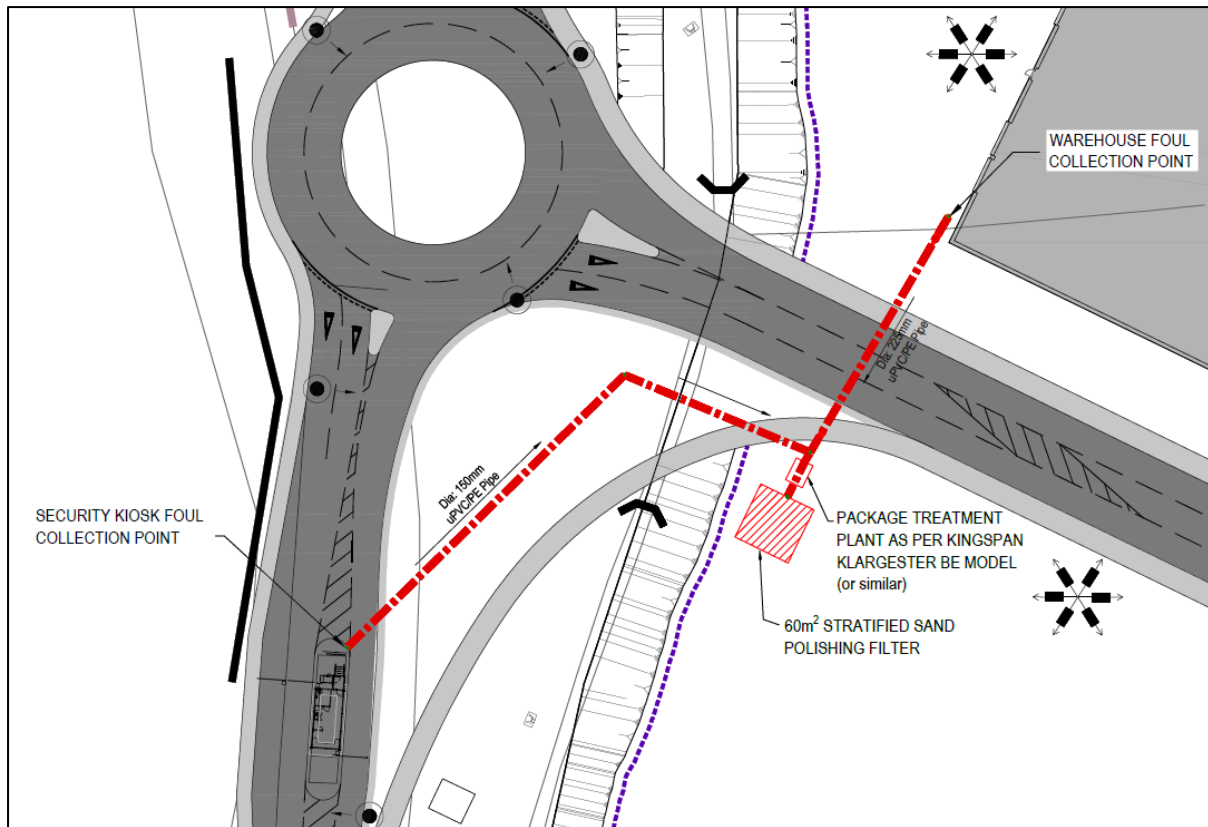 WAREHOUSE FOUL
COLLECTION POINT
Dia: 225mm
uPVC/PE Pipe
Dia: 150mm
uPVC/PE Pipe
SECURITY KIOSK FOUL
COLLECTION POINT
PACKAGE TREATMENT
PLANT AS PER KINGSPAN
KLARGESTER BE MODEL
(or similar)
60m² STRATIFIED SAND
POLISHING FILTER